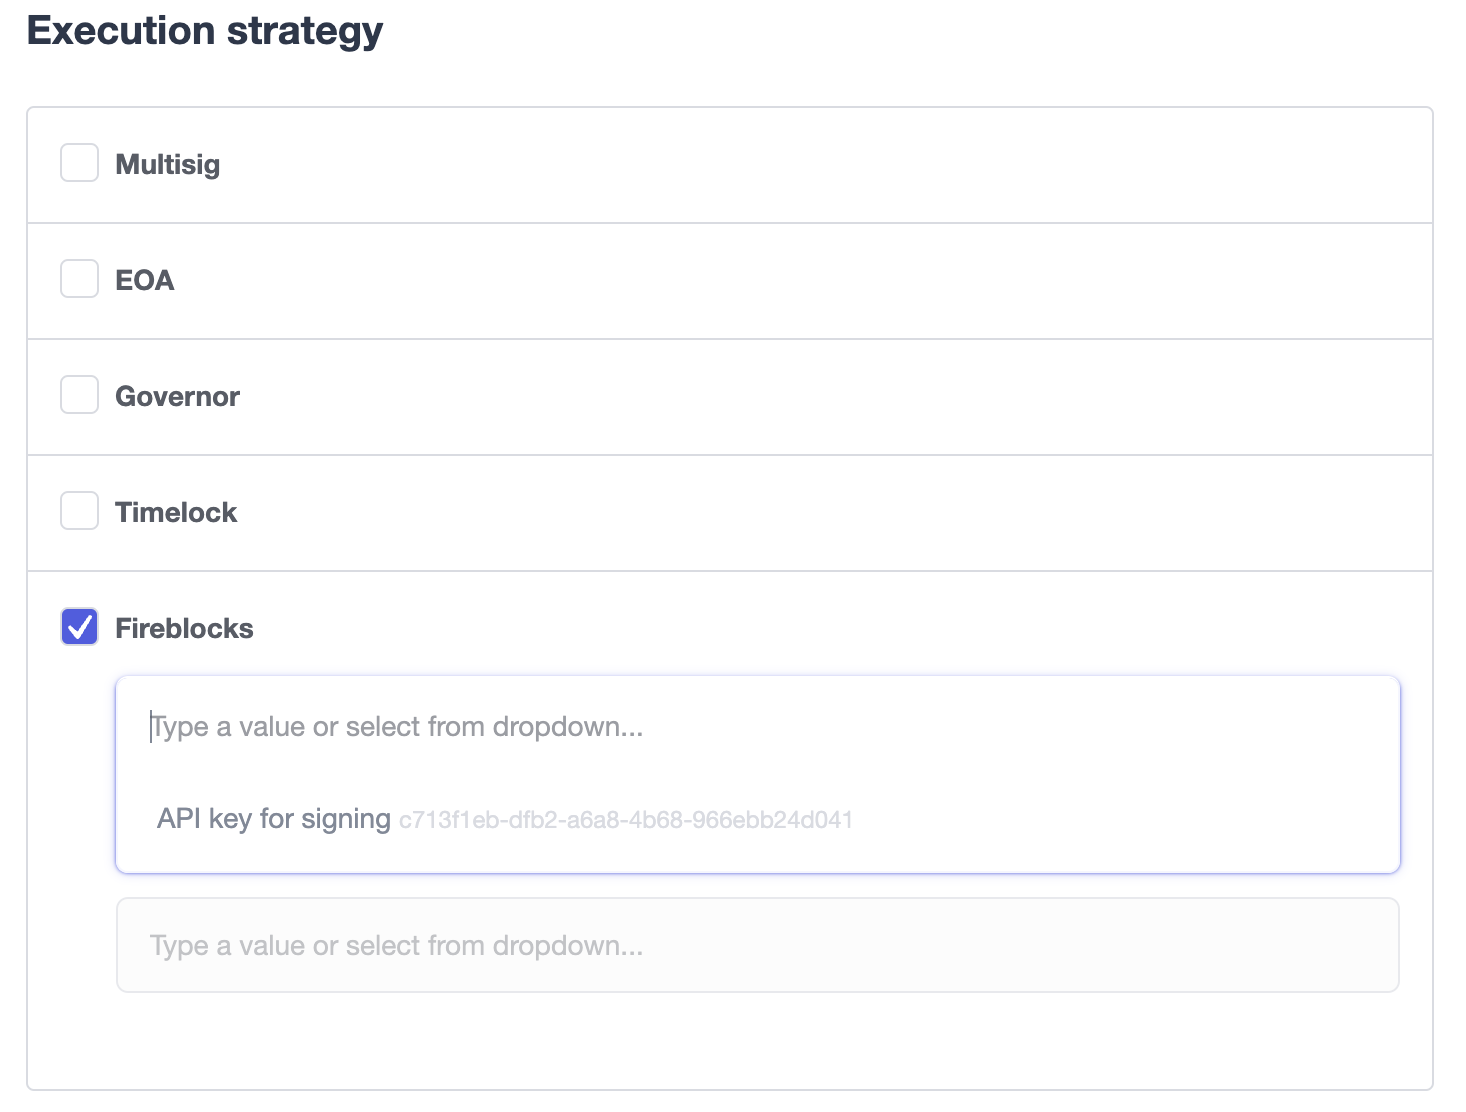 Execution strategy
Multisig
EOA
Governor
Timelock
Fireblocks
Type a value or select from dropdown...
API key for signing c713f1eb-dfb2-a6a8-4b68-966ebb24d041
Type a value or select from dropdown...